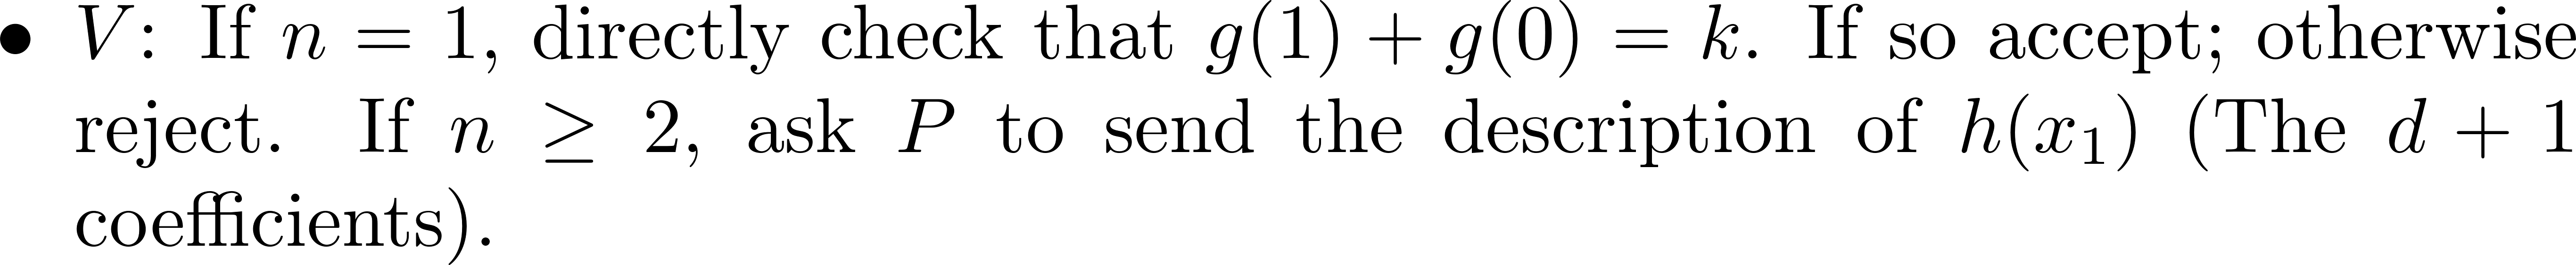 • V: If n = 1, directly check that g(1) + g(0) = k. If so accept; otherwise
reject. If n ≥ 2, ask P to send the description of h(x₁) (The d + 1
coefficients).